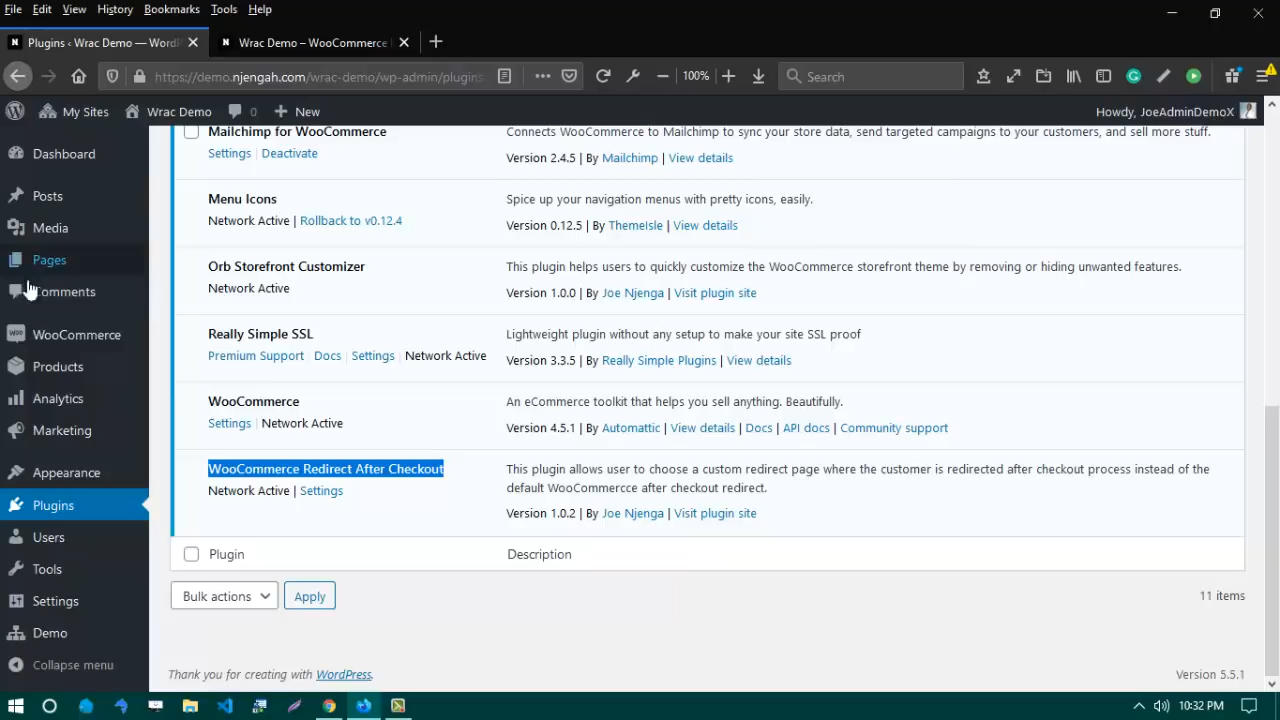 File Edit View History Bookmarks Tools Help
Plugins ‹ Wrac Demo — WordP
Wrac Demo – WooCommerce
https://demo.njengah.com/wrac-demo/wp-admin/plugins
100%
Search
My Sites
Wrac Demo
0
New
Howdy, JoeAdminDemoX
Dashboard
Posts
Media
Pages
Comments
WooCommerce
Products
Analytics
Marketing
Appearance
Plugins
Users
Tools
Settings
Demo
Collapse menu
Mailchimp for WooCommerce
Settings | Deactivate
Connects WooCommerce to Mailchimp to sync your store data, send targeted campaigns to your customers, and sell more stuff.
Version 2.4.5 | By Mailchimp | View details
Menu Icons
Network Active | Rollback to v0.12.4
Spice up your navigation menus with pretty icons, easily.
Version 0.12.5 | By ThemeIsle | View details
Orb Storefront Customizer
Network Active
This plugin helps users to quickly customize the WooCommerce storefront theme by removing or hiding unwanted features.
Version 1.0.0 | By Joe Njenga | Visit plugin site
Really Simple SSL
Premium Support | Docs | Settings | Network Active
Lightweight plugin without any setup to make your site SSL proof
Version 3.3.5 | By Really Simple Plugins | View details
WooCommerce
Settings | Network Active
An eCommerce toolkit that helps you sell anything. Beautifully.
Version 4.5.1 | By Automattic | View details | Docs | API docs | Community support
WooCommerce Redirect After Checkout
Network Active | Settings
This plugin allows user to choose a custom redirect page where the customer is redirected after checkout process instead of the
default WooCommercce after checkout redirect.
Version 1.0.2 | By Joe Njenga | Visit plugin site
Plugin
Description
Bulk actions
Apply
11 items
Thank you for creating with WordPress.
Version 5.5.1
10:32 PM